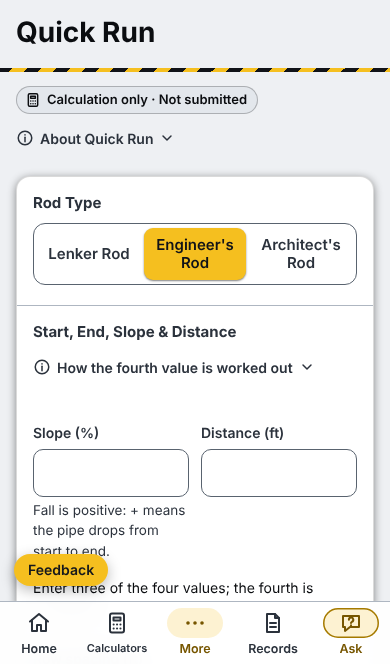 Quick Run
Calculation only · Not submitted
About Quick Run
Rod Type
Lenker Rod
Engineer's
Rod
Architect's
Rod
Start, End, Slope & Distance
How the fourth value is worked out
Slope (%)
Distance (ft)
Fall is positive: + means
the pipe drops from
start to end.
Feedback
Enter three of the four values; the fourth is
Home
Calculators
More
Records
Ask